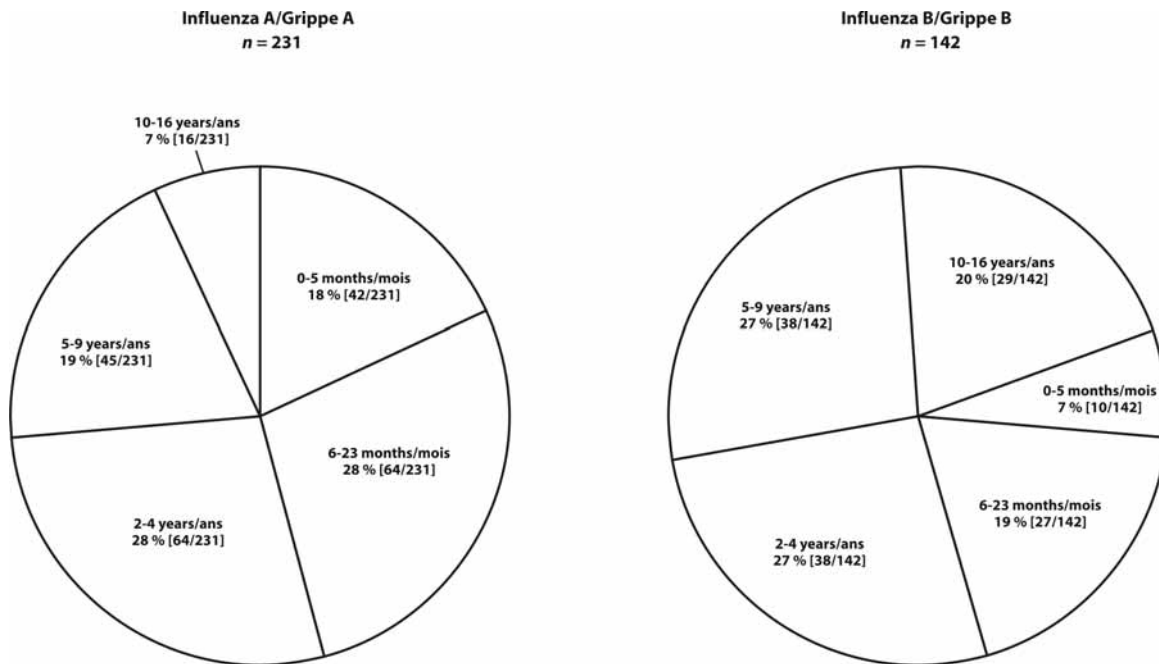 Influenza A/Grippe A
n = 231
10-16 years/ans
7 % [16/231]
0-5 months/mois
18 % [42/231]
5-9 years/ans
19 % [45/231]
6-23 months/mois
28 % [64/231]
2-4 years/ans
28 % [64/231]
Influenza B/Grippe B
n = 142
10-16 years/ans
20 % [29/142]
5-9 years/ans
27 % [38/142]
0-5 months/mois
7 % [10/142]
6-23 months/mois
19 % [27/142]
2-4 years/ans
27 % [38/142]